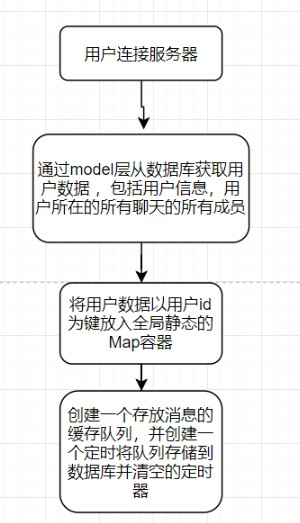 用户连接服务器
通过model层从数据库获取用
户数据 ，包括用户信息，用
户所在的所有聊天的所有成员
将用户数据以用户id
为键放入全局静态的
Map容器
创建一个存放消息的
缓存队列，并创建一
个定时将队列存储到
数据库并清空的定时
器